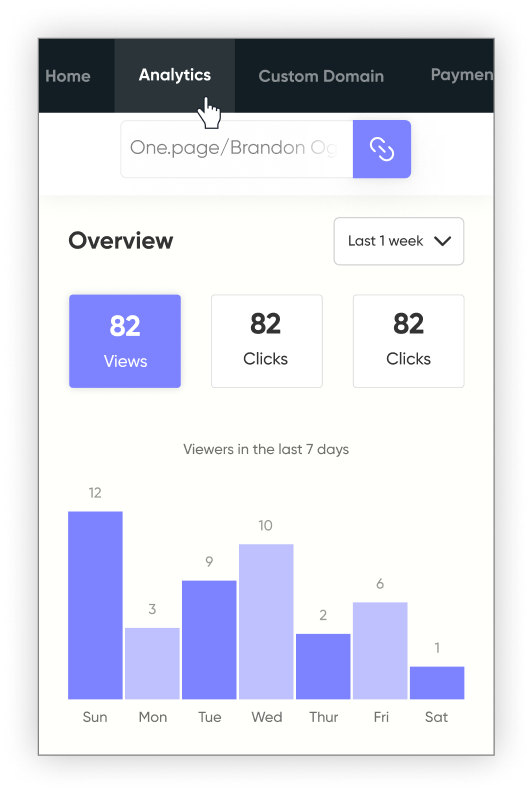 Home Analytics Custom Domain Paymen
One.page/Brandon Og
Overview Last 1 week
82 82 82
Views Clicks Clicks
Viewers in the last 7 days
12 3 9 10 2 6 1
Sun Mon Tue Wed Thur Fri Sat